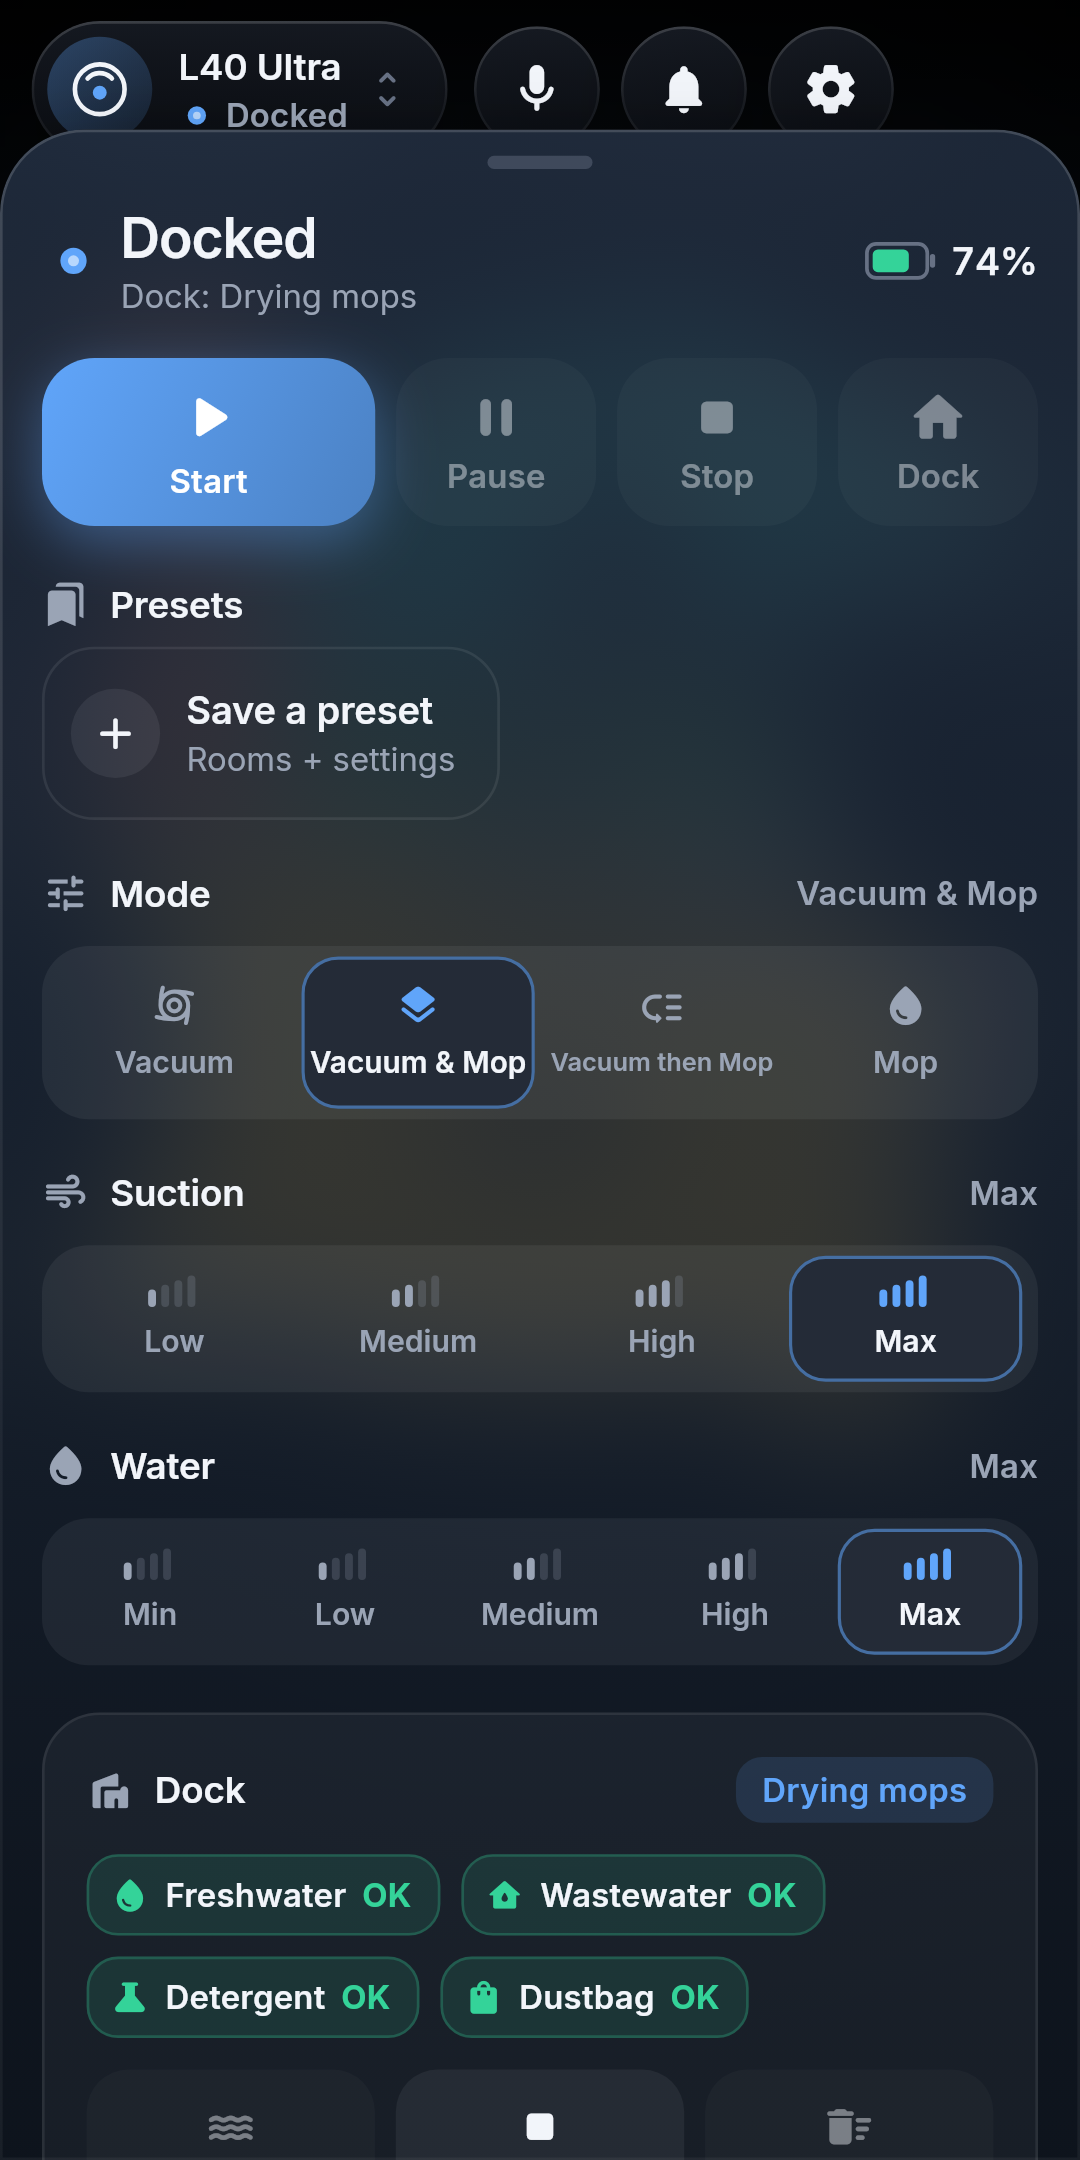 L40 Ultra
Docked
Docked
Dock: Drying mops
74%
Start
Pause
Stop
Dock
Presets
Save a preset
Rooms + settings
Mode
Vacuum & Mop
Vacuum
Vacuum & Mop
Vacuum then Mop
Mop
Suction
Max
Low
Medium
High
Max
Water
Max
Min
Low
Medium
High
Max
Dock
Drying mops
Freshwater OK
Wastewater OK
Detergent OK
Dustbag OK